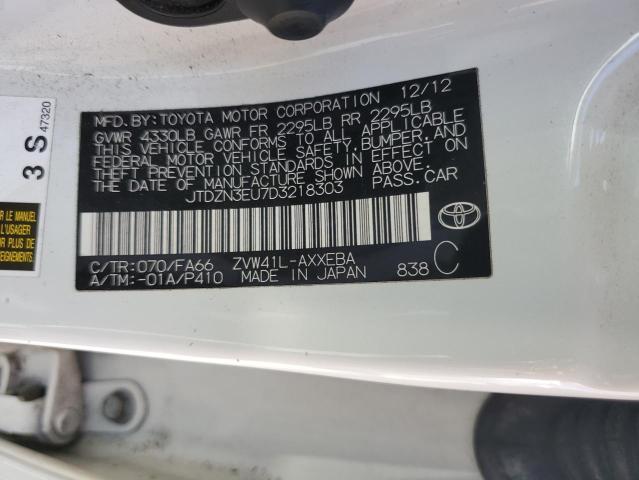 MFD. BY: TOYOTA MOTOR CORPORATION 12/12
GVWR 4330LB GAWR FR 2295LB RR 2295LB
THIS VEHICLE CONFORMS TO ALL APPLICABLE
FEDERAL MOTOR VEHICLE SAFETY, BUMPER, AND
THEFT PREVENTION STANDARDS IN EFFECT ON
THE DATE OF MANUFACTURE SHOWN ABOVE.
JTDZN3EU7D3218303 PASS. CAR
C/TR: 070/FA66 ZVW41L-AXXEBA
A/TM: -01A/P410 MADE IN JAPAN 838 C
3 S 47320
R LE MANUEL
L'USAGER